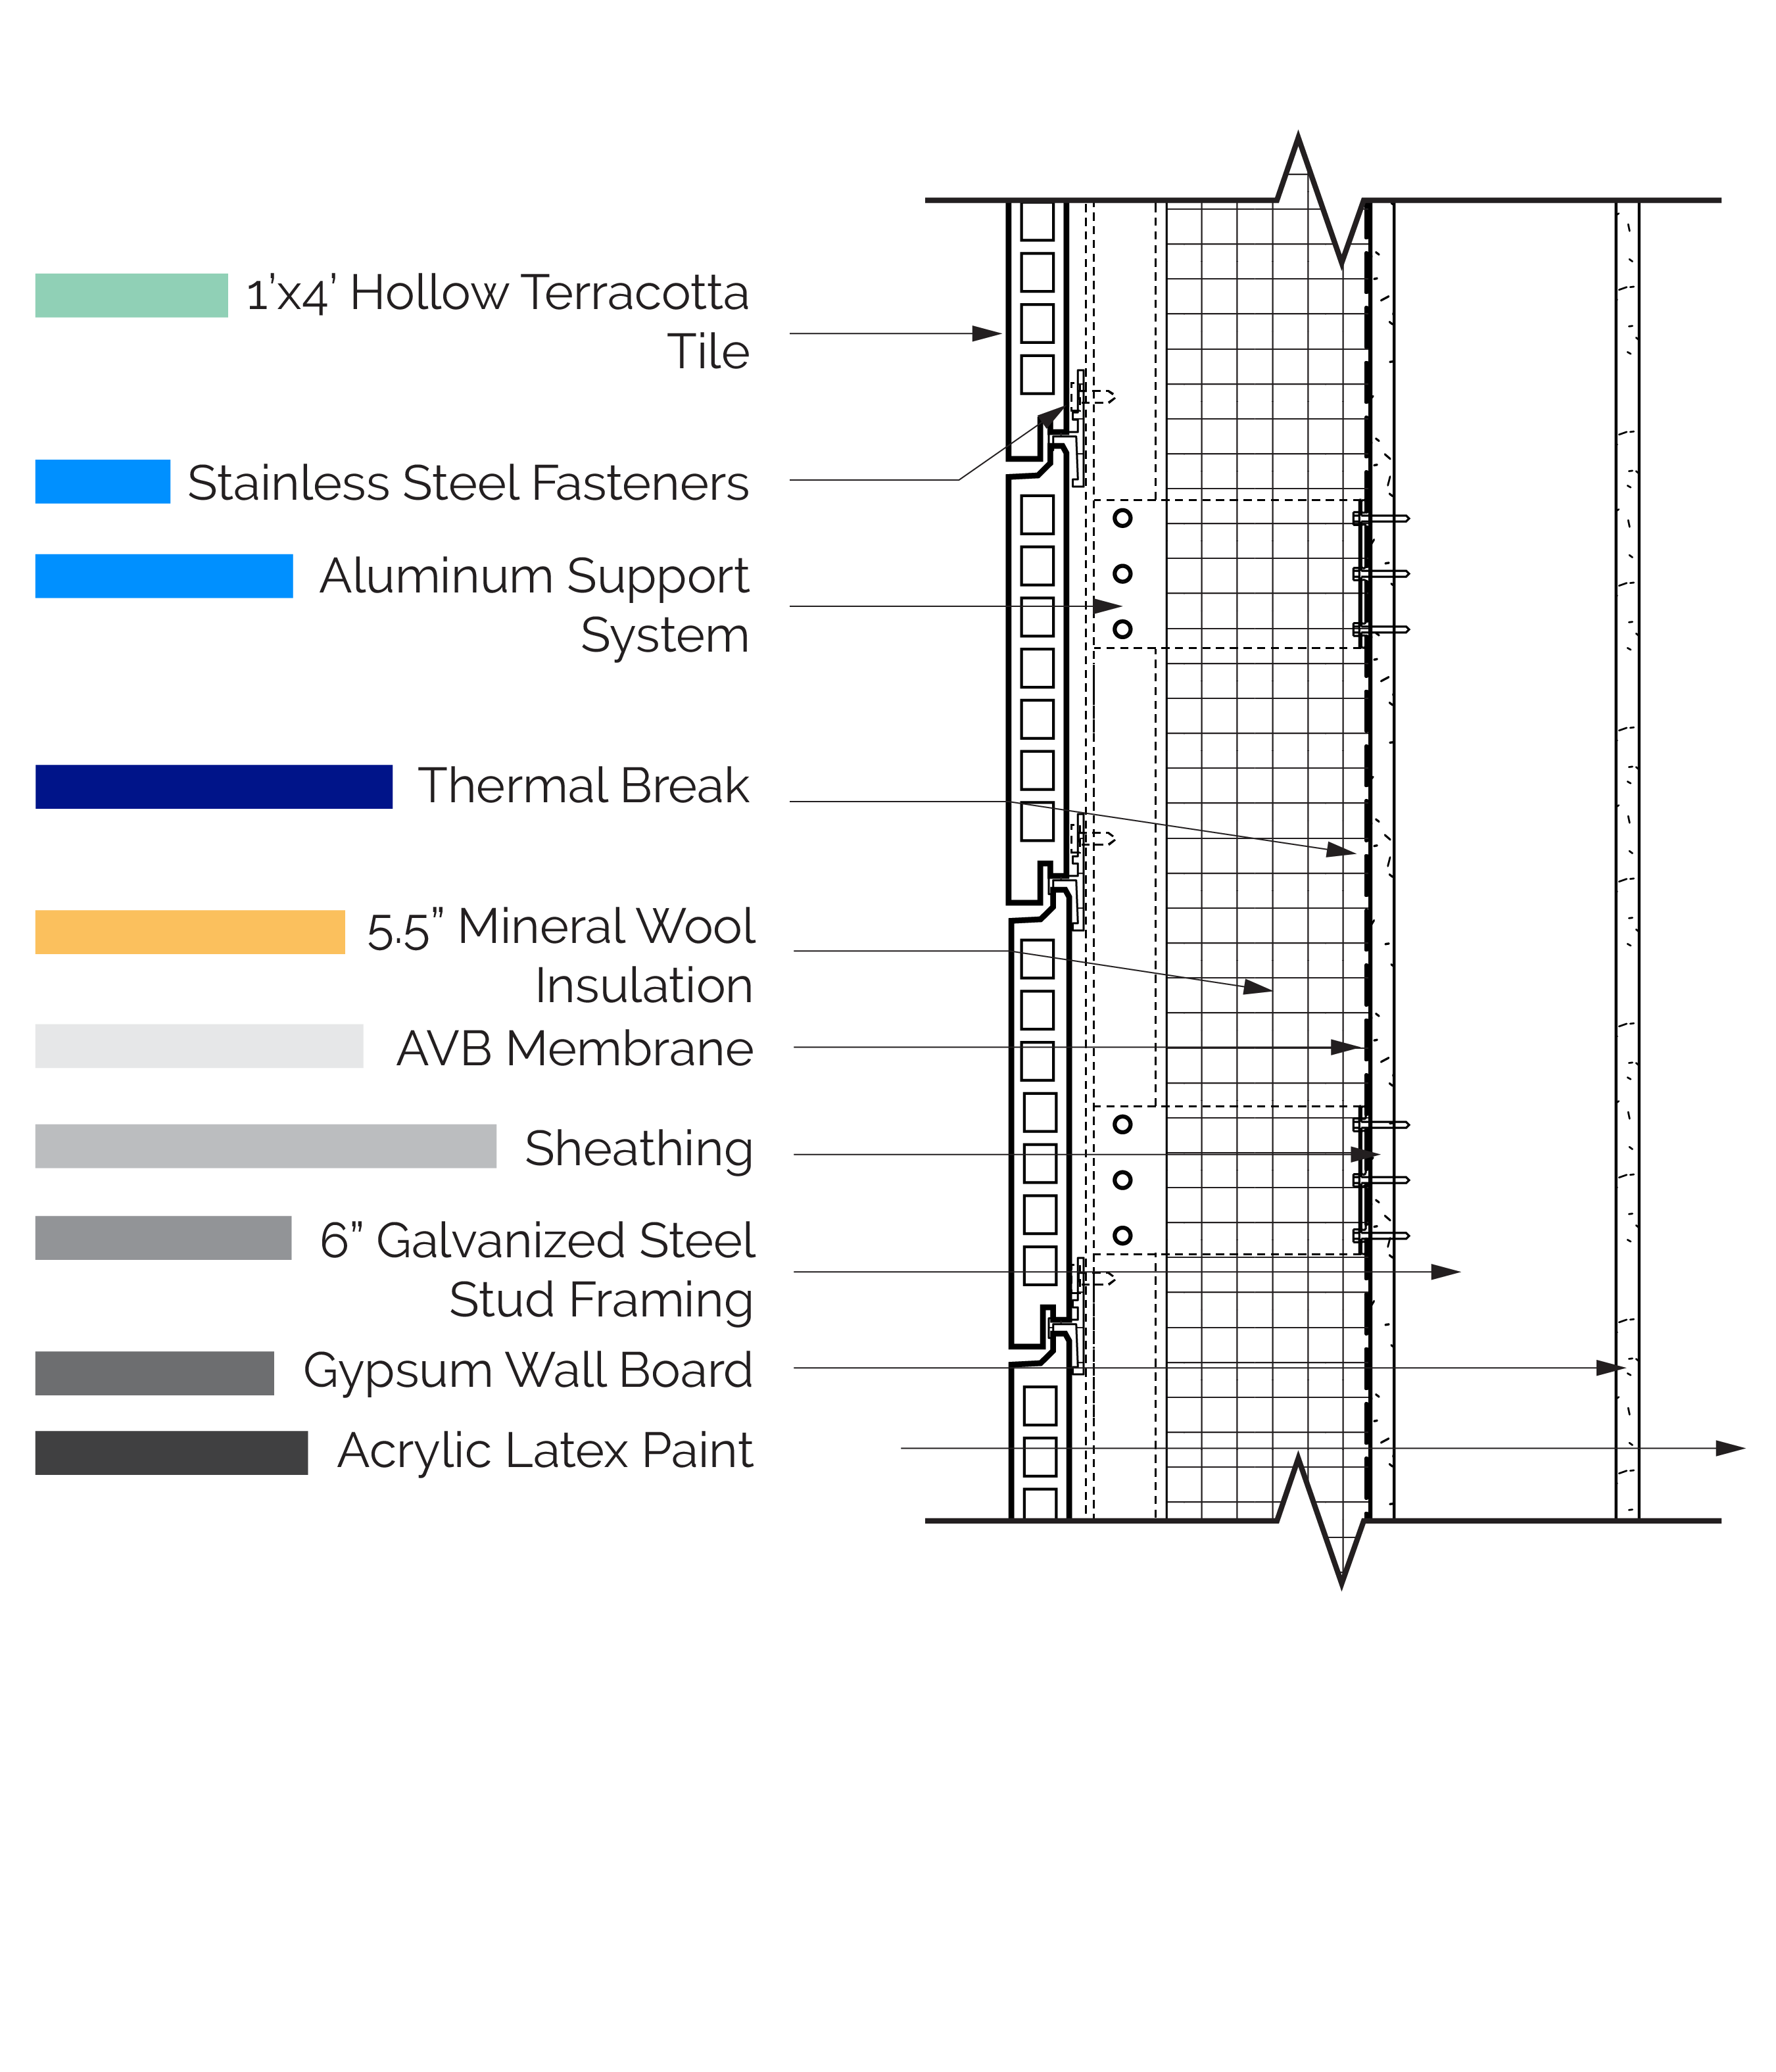 1’x4’ Hollow Terracotta
Tile
Stainless Steel Fasteners
Aluminum Support
System
Thermal Break
5.5” Mineral Wool
Insulation
AVB Membrane
Sheathing
6” Galvanized Steel
Stud Framing
Gypsum Wall Board
Acrylic Latex Paint